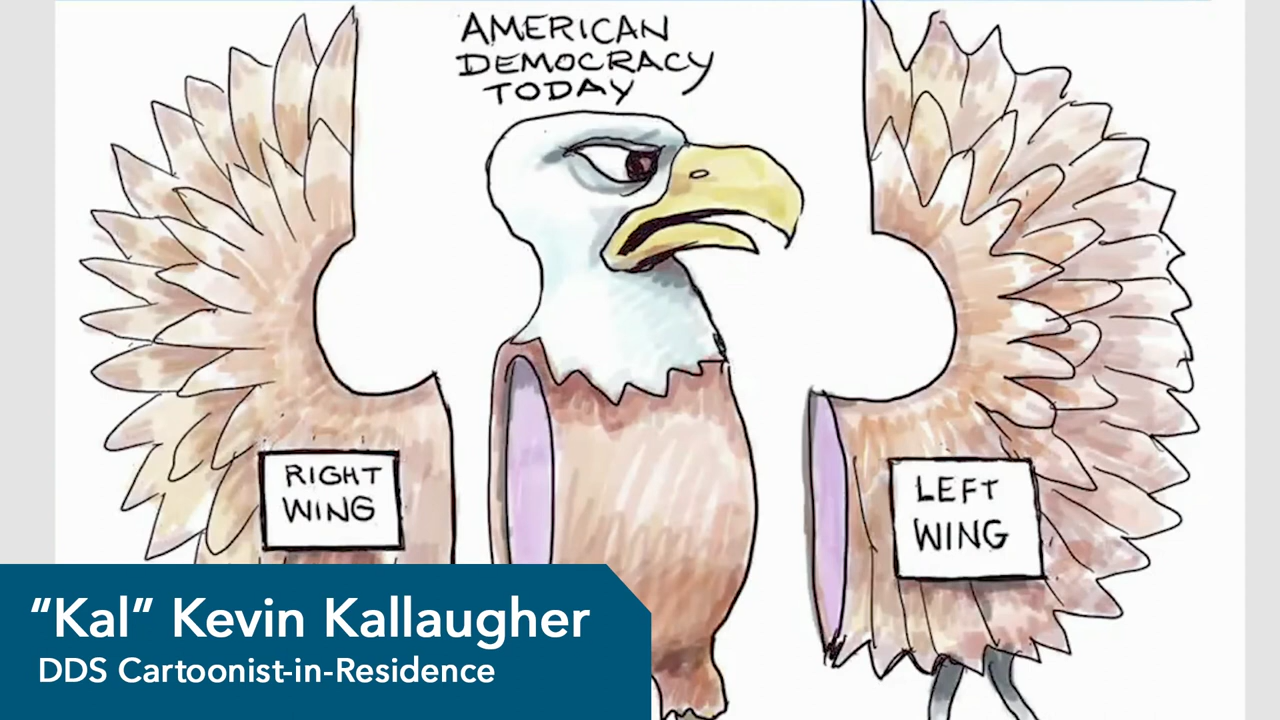 AMERICAN
DEMOCRACY
TODAY
RIGHT
WING
LEFT
WING
“Kal” Kevin Kallaugher
DDS Cartoonist-in-Residence